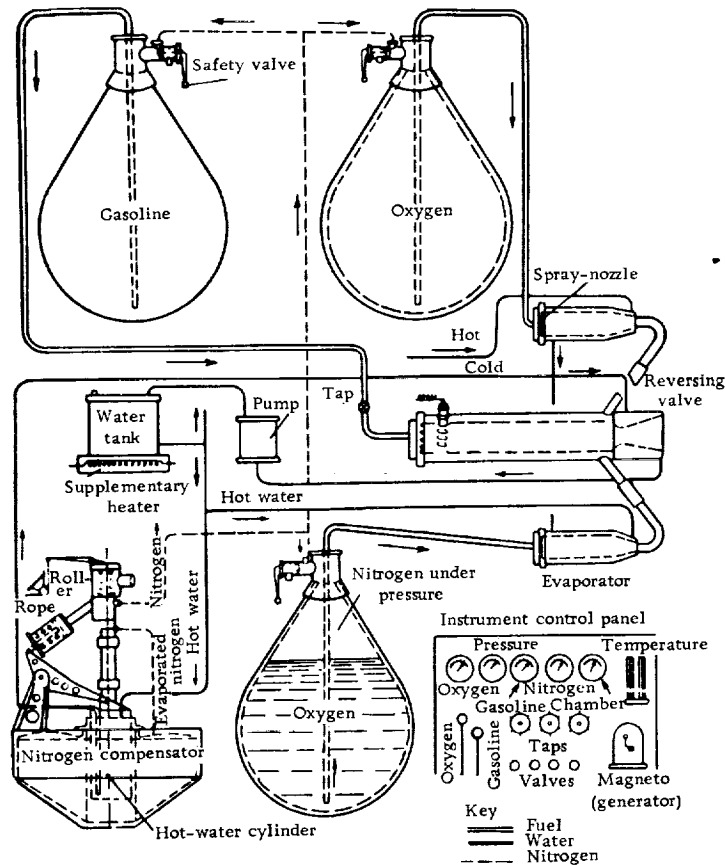 Safety valve
Gasoline
Oxygen
Spray-nozzle
Hot
Cold
Reversing
valve
Tap
Pump
Water
tank
Supplementary
heater
Hot water
Evaporator
Nitrogen
Roll-
er
Rope
Hot water
Evaporated
nitrogen
Nitrogen under
pressure
Oxygen
Nitrogen compensator
Hot-water cylinder
Instrument control panel
Pressure
Temperature
Oxygen
Nitrogen
Gasoline
Chamber
Oxygen
Gasoline
Taps
Valves
Magneto
(generator)
Key
Fuel
Water
Nitrogen